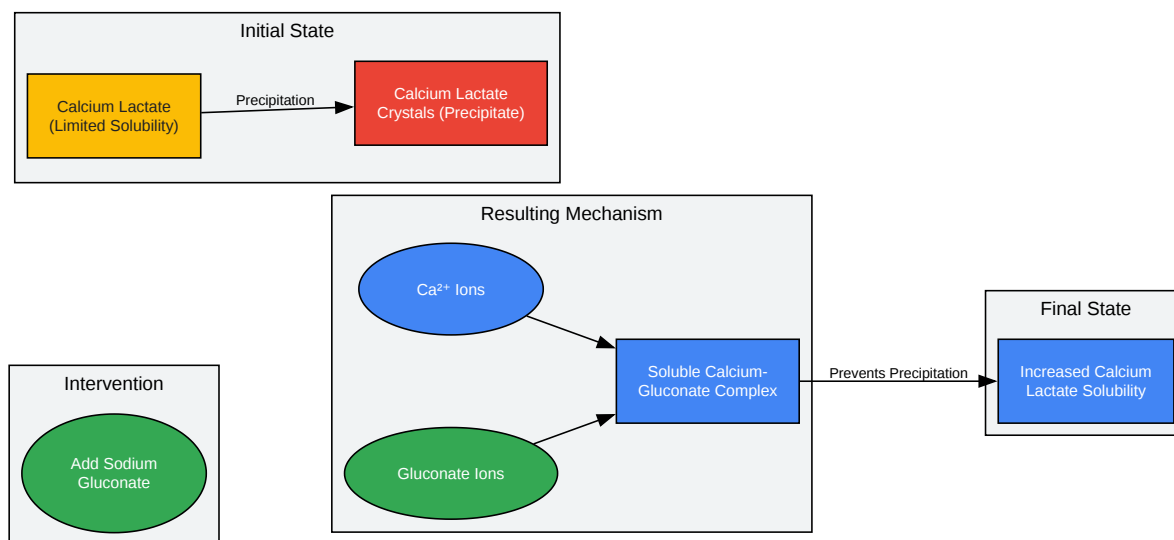 Initial State
Calcium Lactate
(Limited Solubility)
Precipitation
Calcium Lactate
Crystals (Precipitate)
Resulting Mechanism
Ca²⁺ Ions
Gluconate Ions
Soluble Calcium-
Gluconate Complex
Prevents Precipitation
Final State
Increased Calcium
Lactate Solubility
Intervention
Add Sodium
Gluconate